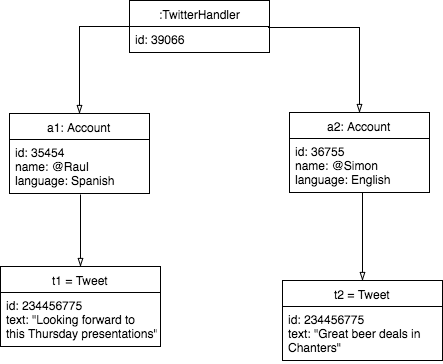 :TwitterHandler
id: 39066
a1: Account
id: 35454
name: @Raul
language: Spanish
a2: Account
id: 36755
name: @Simon
language: English
t1 = Tweet
id: 234456775
text: "Looking forward to
this Thursday presentations"
t2 = Tweet
id: 234456775
text: "Great beer deals in
Chanters"